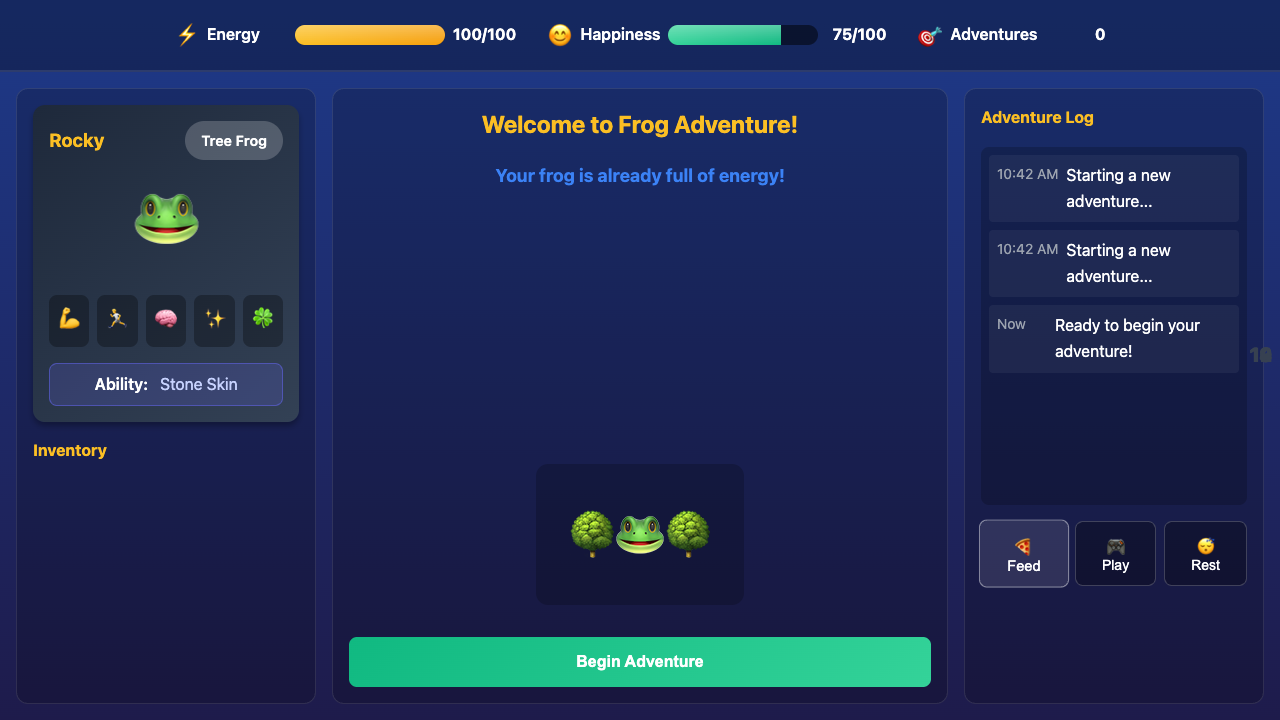 Energy 100/100 Happiness 75/100 Adventures 0
Rocky
Tree Frog
Ability: Stone Skin
Inventory
Welcome to Frog Adventure!
Your frog is already full of energy!
Begin Adventure
Adventure Log
10:42 AM Starting a new
adventure...
10:42 AM Starting a new
adventure...
Now Ready to begin your
adventure!
Feed
Play
Rest